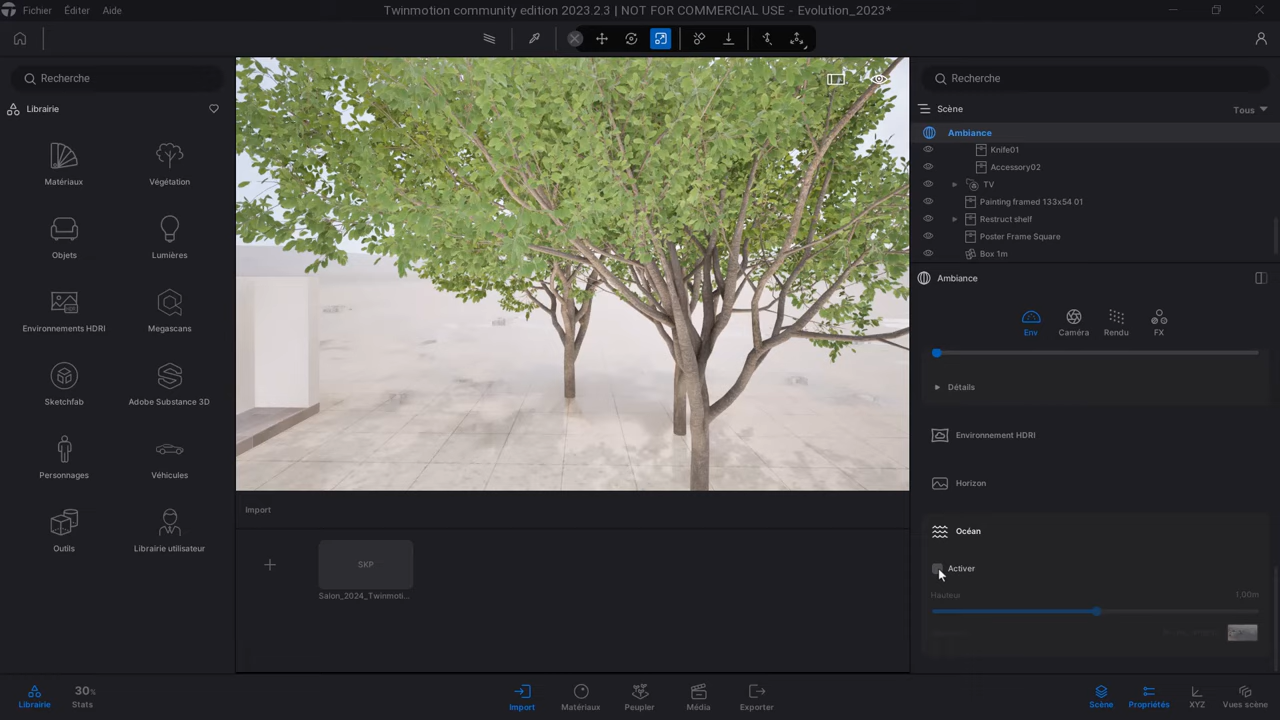 Fichier Éditer Aide
Twinmotion community edition 2023.2.3 | NOT FOR COMMERCIAL USE - Evolution_2023*
Recherche
Librairie
Matériaux
Végétation
Objets
Lumières
Environnements HDRI
Megascans
Sketchfab
Adobe Substance 3D
Personnages
Véhicules
Outils
Librairie utilisateur
Import
SKP
Salon_2024_Twinmoti...
Recherche
Scène
Tous
Ambiance
Knife01
Accessory02
TV
Painting framed 133x54 01
Restruct shelf
Poster Frame Square
Box 1m
Ambiance
Env
Caméra
Rendu
FX
Détails
Environnement HDRI
Horizon
Océan
Activer
Hauteur 1,00m
Librairie
30%
Stats
Import
Matériaux
Peupler
Média
Exporter
Scène
Propriétés
XYZ
Vues scène